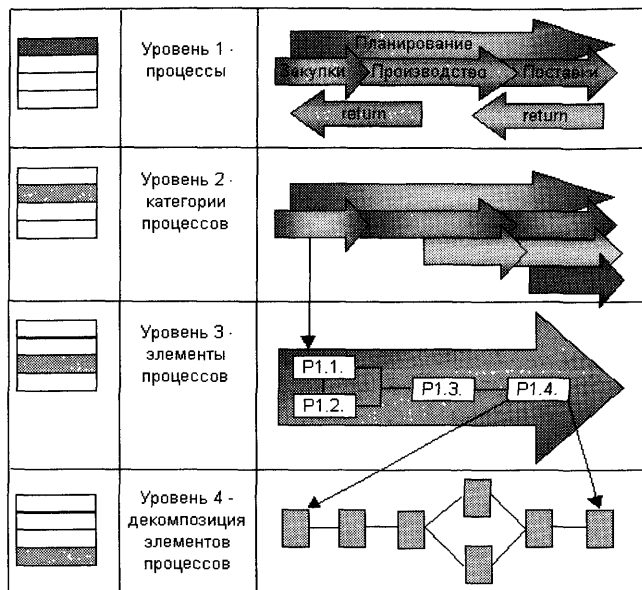 Уровень 1 -
процессы
Планирование
Закупки
Производство
Поставки
return
return
Уровень 2 -
категории
процессов
Уровень 3 -
элементы
процессов
P1.1.
P1.2.
P1.3.
P1.4.
Уровень 4 -
декомпозиция
элементов
процессов